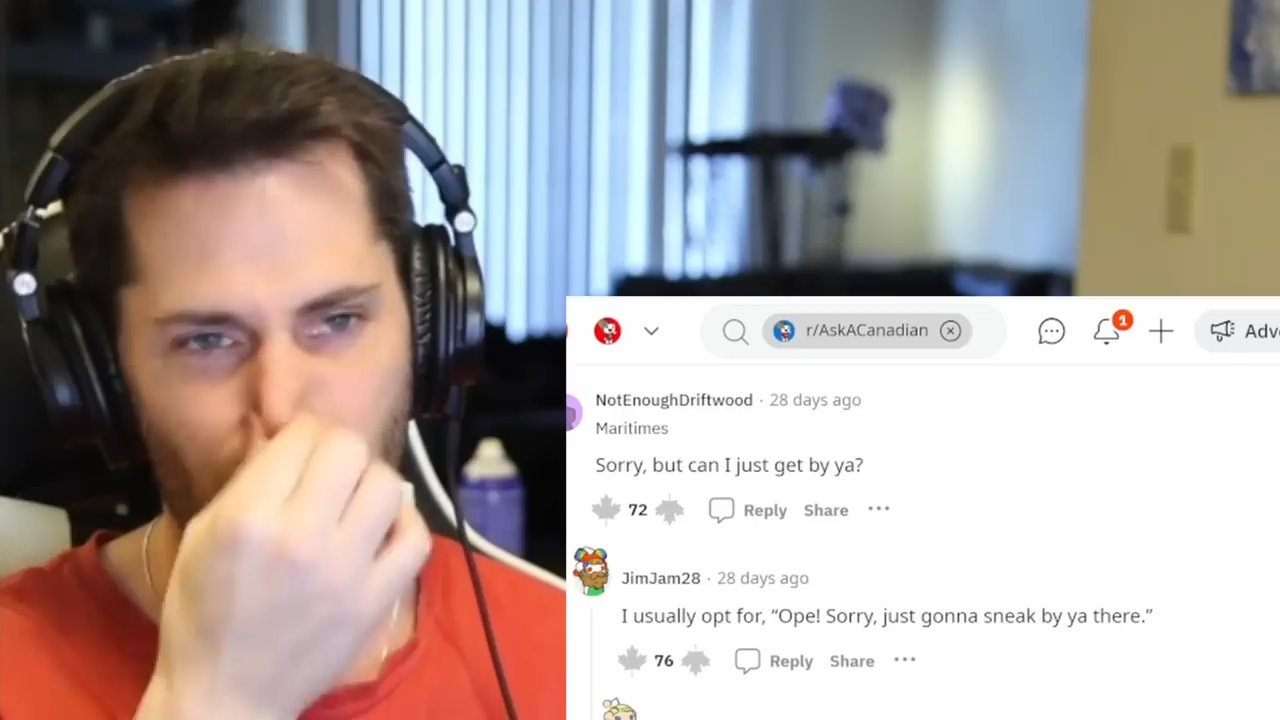 r/AskACanadian
1
Adv
NotEnoughDriftwood · 28 days ago
Maritimes
Sorry, but can I just get by ya?
72 Reply Share ...
JimJam28 · 28 days ago
I usually opt for, “Ope! Sorry, just gonna sneak by ya there.”
76 Reply Share ...